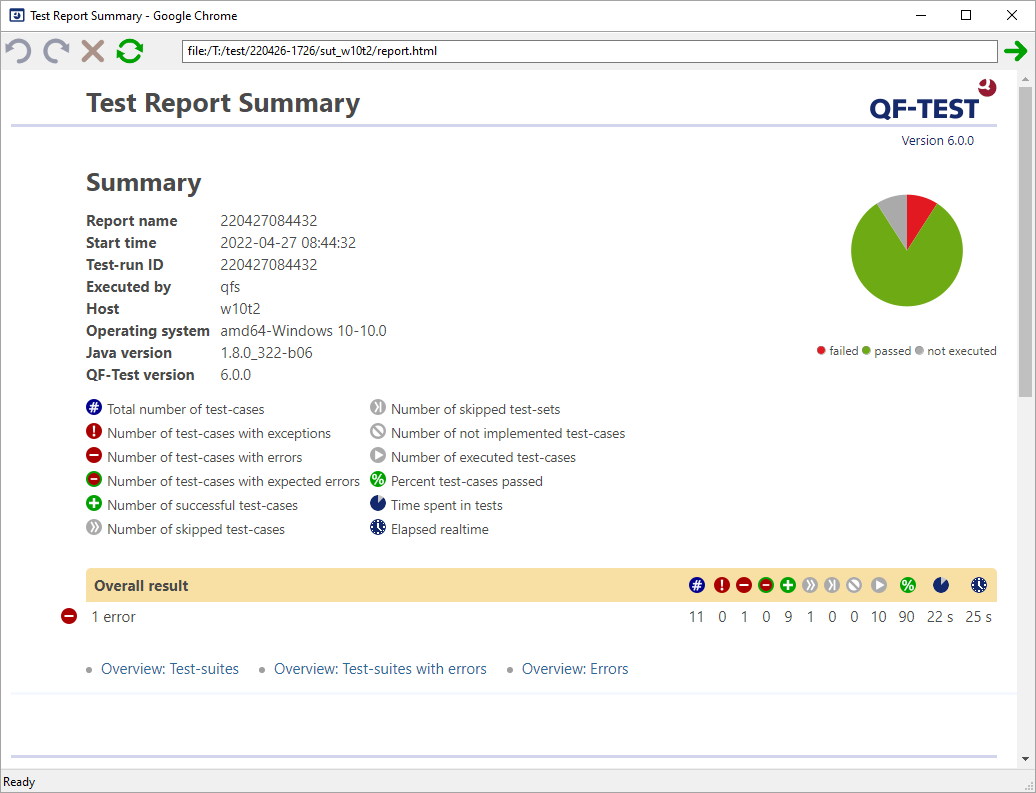 Test Report Summary - Google Chrome
file:/T:/test/220426-1726/sut_w10t2/report.html
Test Report Summary
QF-TEST
Version 6.0.0
Summary
Report name 220427084432
Start time 2022-04-27 08:44:32
Test-run ID 220427084432
Executed by qfs
Host w10t2
Operating system amd64-Windows 10-10.0
Java version 1.8.0_322-b06
QF-Test version 6.0.0
failed passed not executed
# Total number of test-cases Number of skipped test-sets
! Number of test-cases with exceptions Number of not implemented test-cases
Number of test-cases with errors Number of executed test-cases
Number of test-cases with expected errors % Percent test-cases passed
Number of successful test-cases Time spent in tests
Number of skipped test-cases Elapsed realtime
Overall result # ! %
1 error 11 0 1 0 9 1 0 0 10 90 22 s 25 s
Overview: Test-suites Overview: Test-suites with errors Overview: Errors
Ready